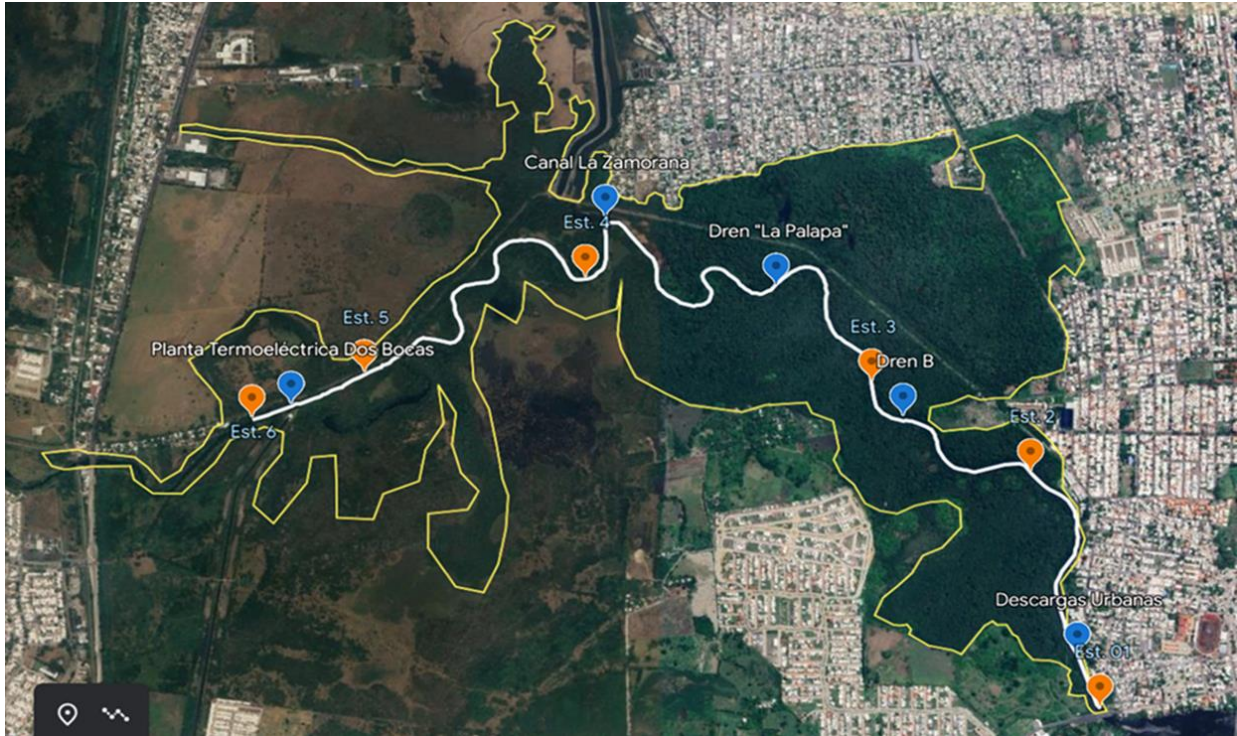 Canal La Zamorana
Est. 4
Dren "La Palapa"
Est. 5
Est. 3
Planta Termoeléctrica Dos Bocas
Dren B
Est. 6
Est. 2
Descargas Urbanas
Est. 01